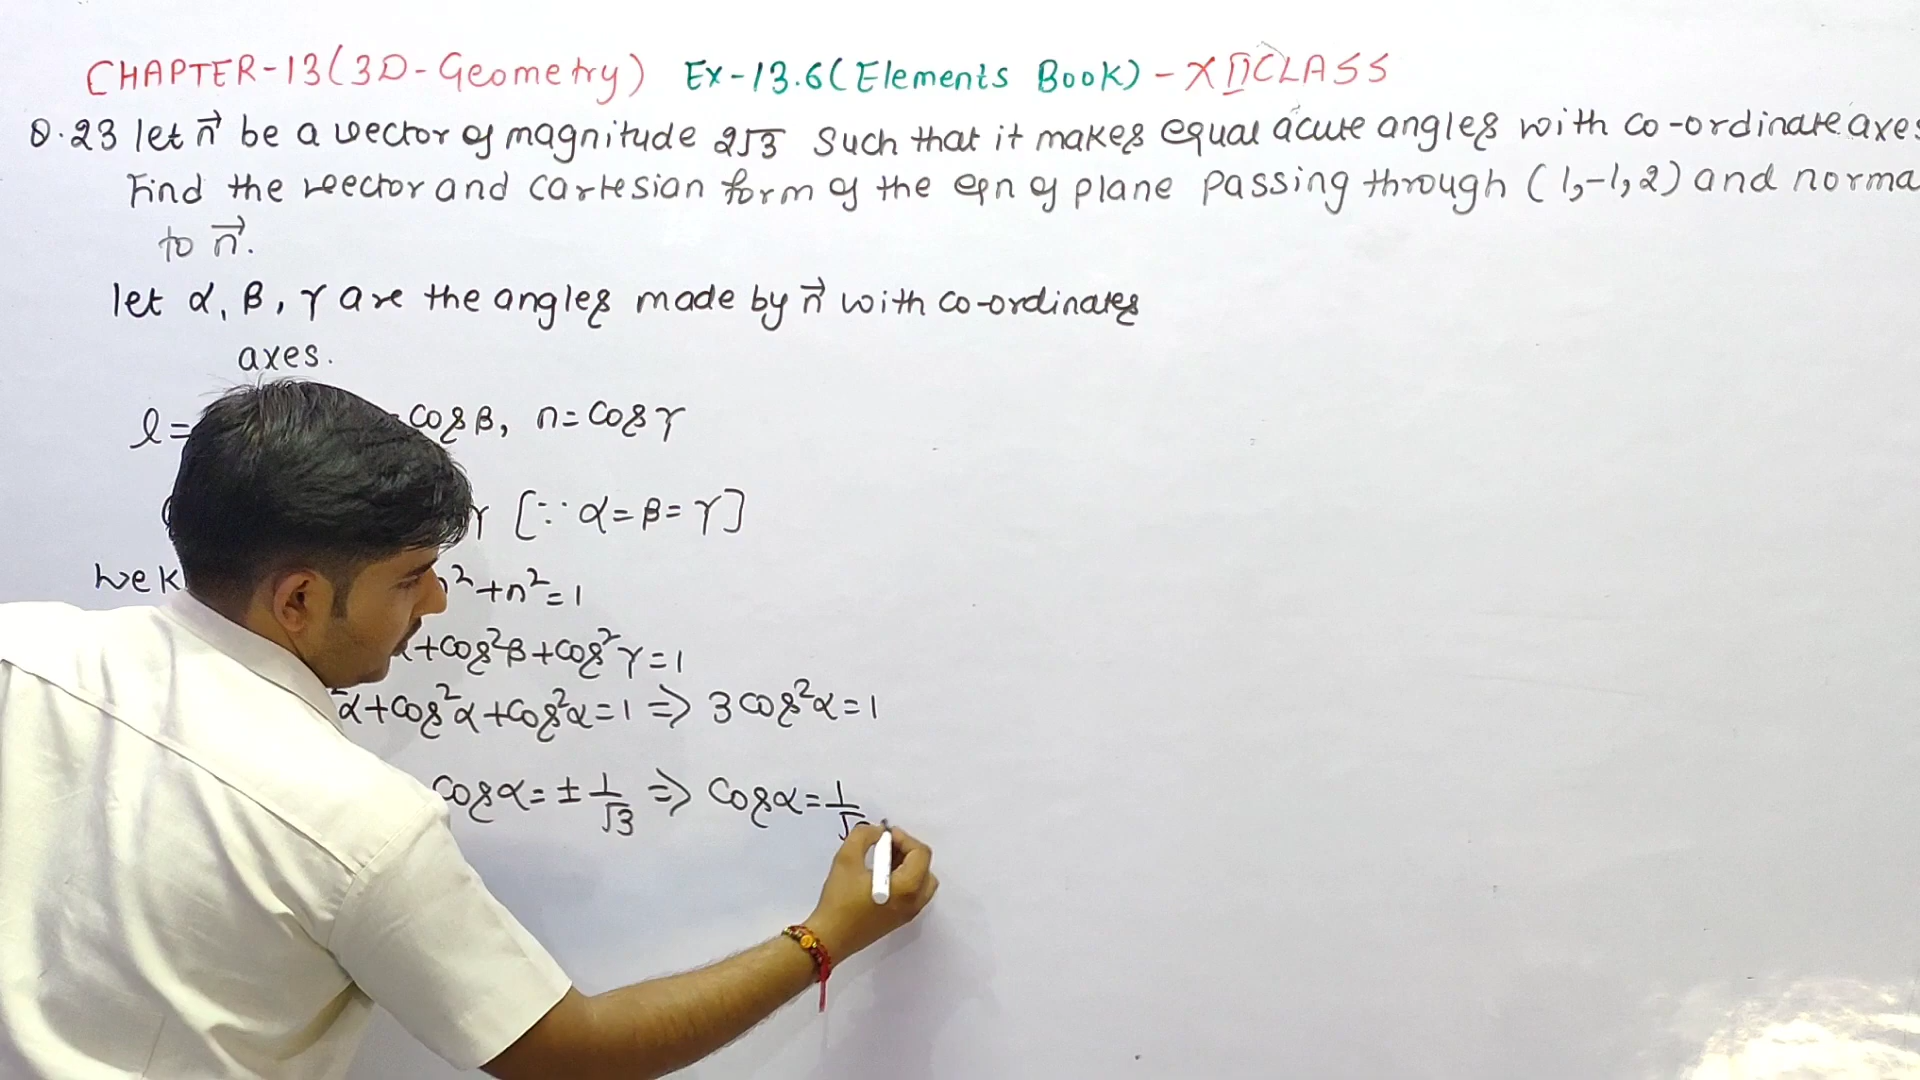 CHAPTER-13(3D-Geometry) Ex-13.6(Elements Book)-XIICLASS
Q.23 let n⃗ be a vector of magnitude 2√3 Such that it makes equal acute angles with co-ordinate axes
Find the vector and cartesian form of the eqn of plane passing through (1,-1,2) and norma
to n⃗.
let α, β, γ are the angles made by n⃗ with co-ordinates
axes.
l= cosβ, n=cosγ
γ [∵ α=β=γ]
wek ²+n²=1
+cos²β+cos²γ=1
²α+cos²α+cos²α=1 ⇒ 3cos²α=1
cosα=±1/√3 ⇒ cosα=1/√